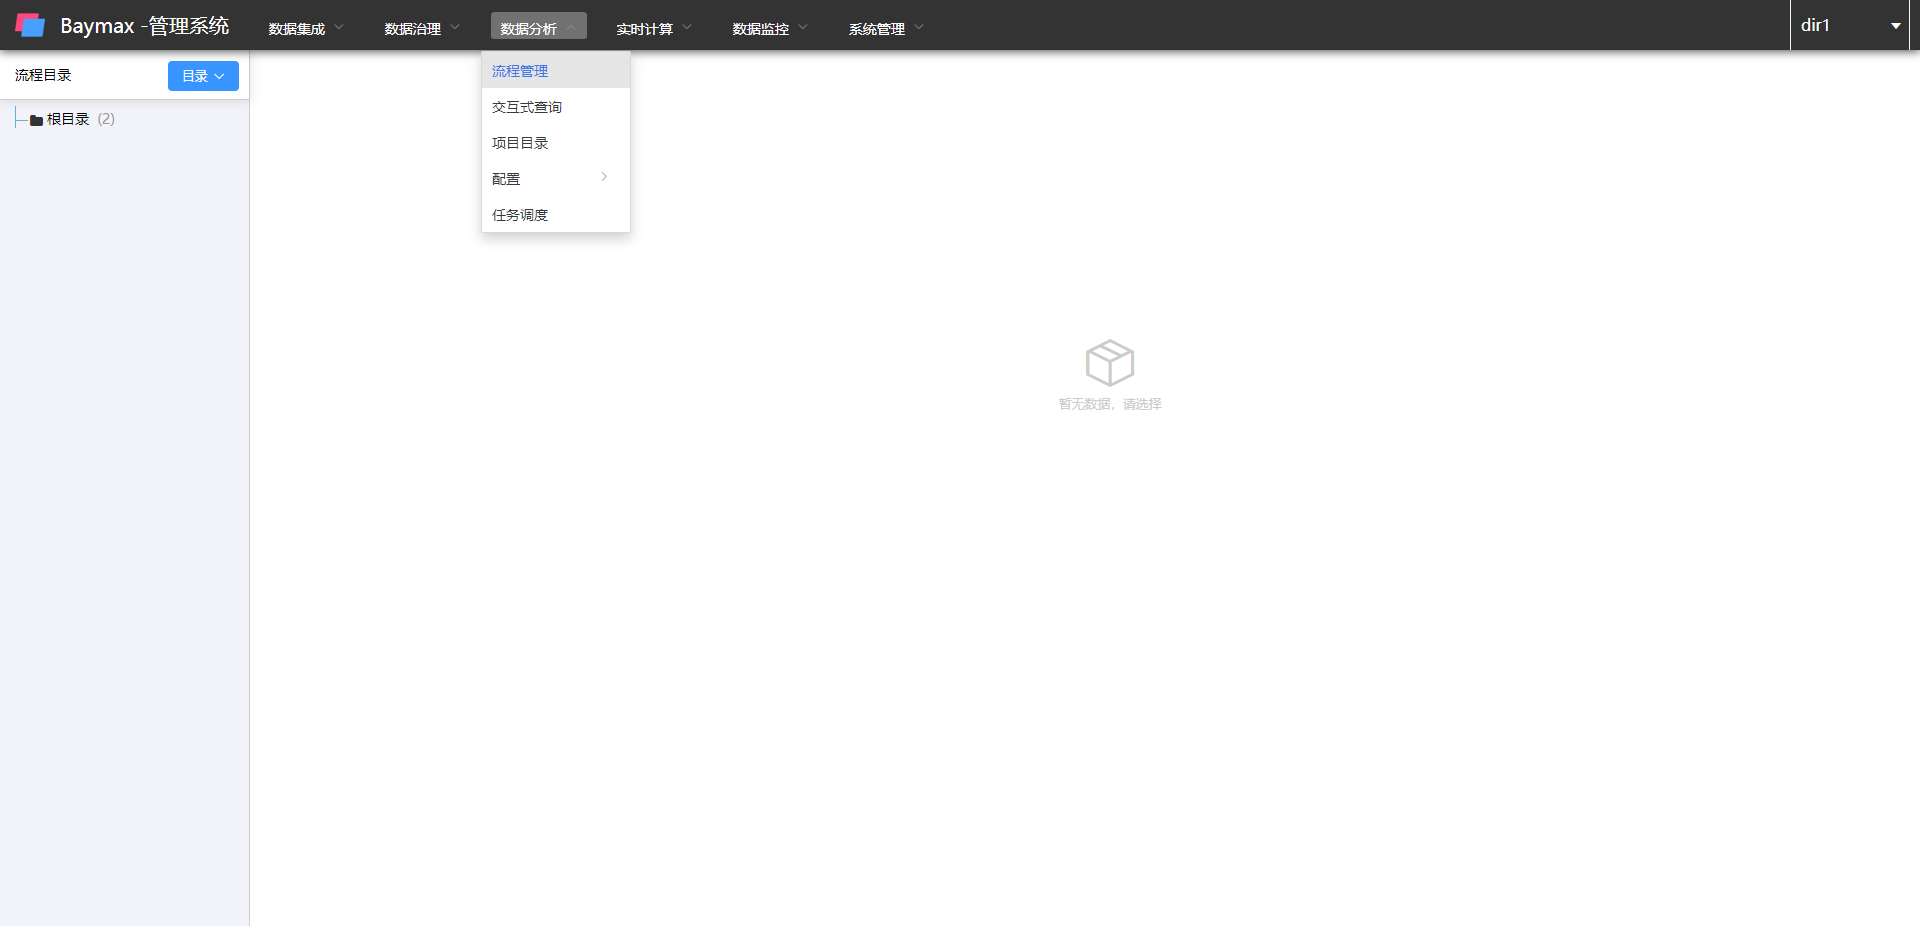 Baymax -管理系统
数据集成
数据治理
数据分析
实时计算
数据监控
系统管理
dir1
流程目录
目录
根目录 (2)
流程管理
交互式查询
项目目录
配置
任务调度
暂无数据，请选择